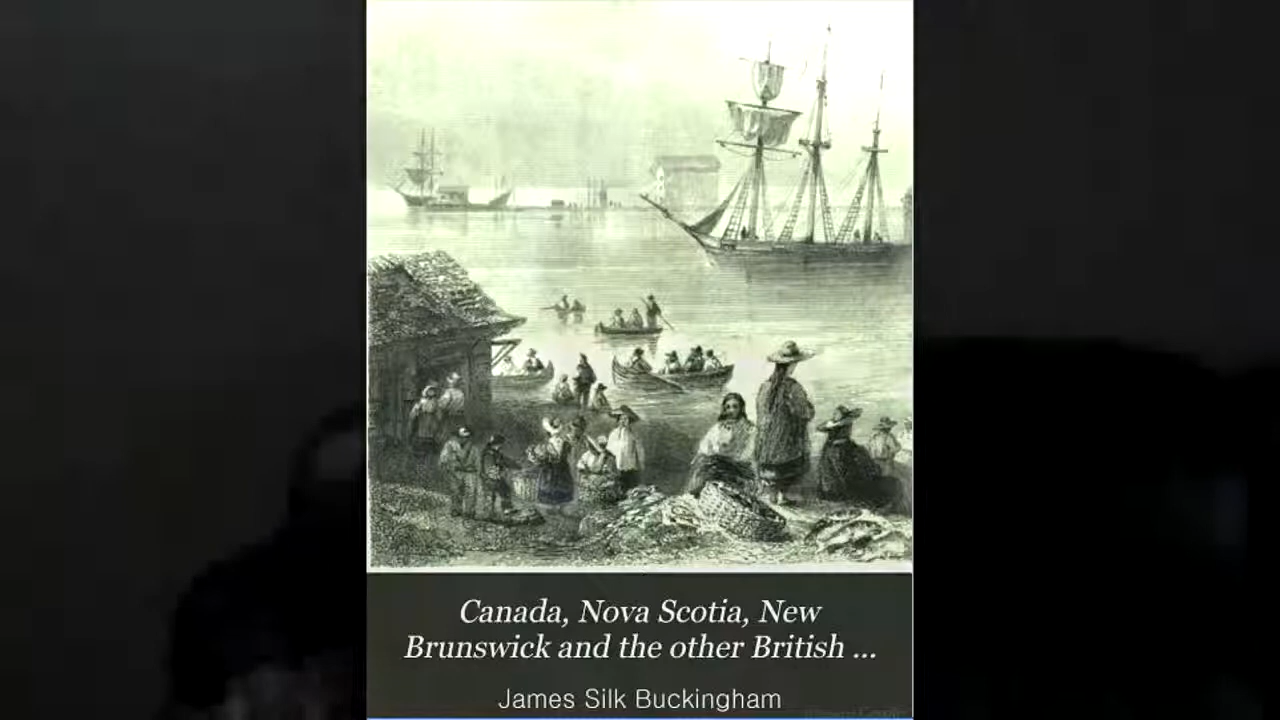 Canada, Nova Scotia, New
Brunswick and the other British ...
James Silk Buckingham